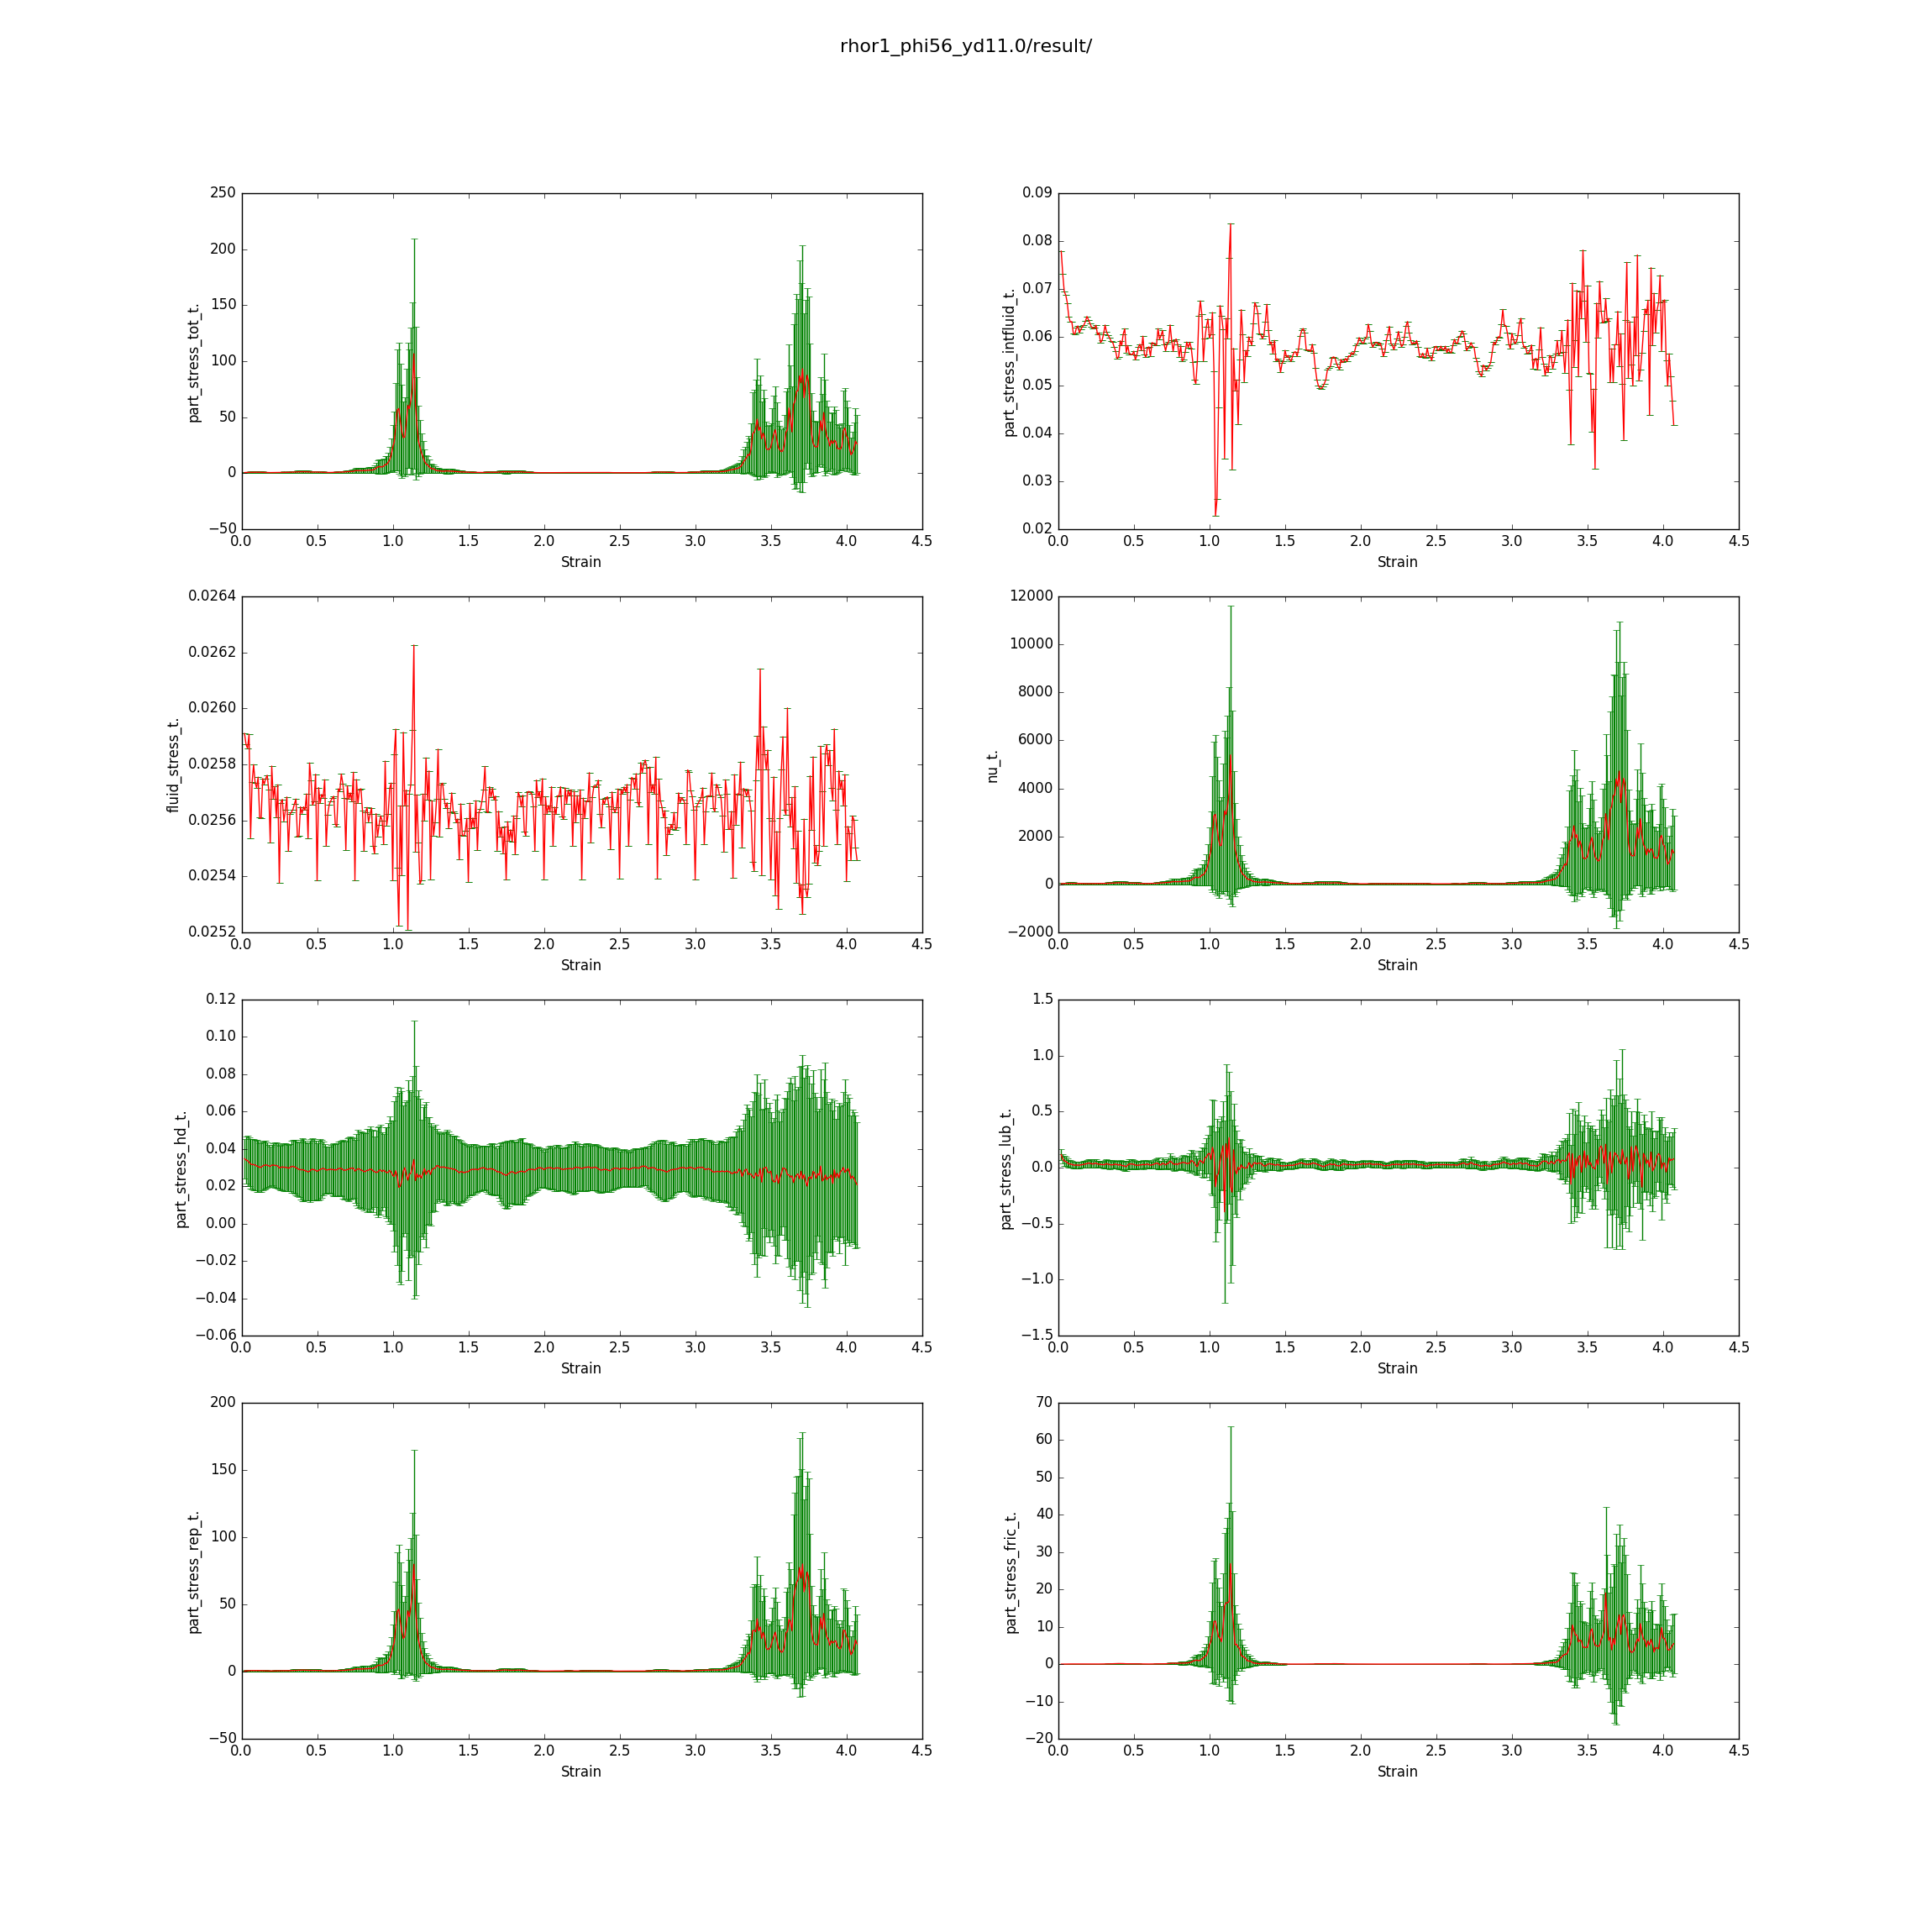 rhor1_phi56_yd11.0/result/
part_stress_tot_t.
250
200
150
100
50
0
−50
0.0 0.5 1.0 1.5 2.0 2.5 3.0 3.5 4.0 4.5
Strain
part_stress_intfluid_t.
0.09
0.08
0.07
0.06
0.05
0.04
0.03
0.02
0.0 0.5 1.0 1.5 2.0 2.5 3.0 3.5 4.0 4.5
Strain
fluid_stress_t.
0.0264
0.0262
0.0260
0.0258
0.0256
0.0254
0.0252
0.0 0.5 1.0 1.5 2.0 2.5 3.0 3.5 4.0 4.5
Strain
nu_t.
12000
10000
8000
6000
4000
2000
0
−2000
0.0 0.5 1.0 1.5 2.0 2.5 3.0 3.5 4.0 4.5
Strain
part_stress_hd_t.
0.12
0.10
0.08
0.06
0.04
0.02
0.00
−0.02
−0.04
−0.06
0.0 0.5 1.0 1.5 2.0 2.5 3.0 3.5 4.0 4.5
Strain
part_stress_lub_t.
1.5
1.0
0.5
0.0
−0.5
−1.0
−1.5
0.0 0.5 1.0 1.5 2.0 2.5 3.0 3.5 4.0 4.5
Strain
part_stress_rep_t.
200
150
100
50
0
−50
0.0 0.5 1.0 1.5 2.0 2.5 3.0 3.5 4.0 4.5
Strain
part_stress_fric_t.
70
60
50
40
30
20
10
0
−10
−20
0.0 0.5 1.0 1.5 2.0 2.5 3.0 3.5 4.0 4.5
Strain